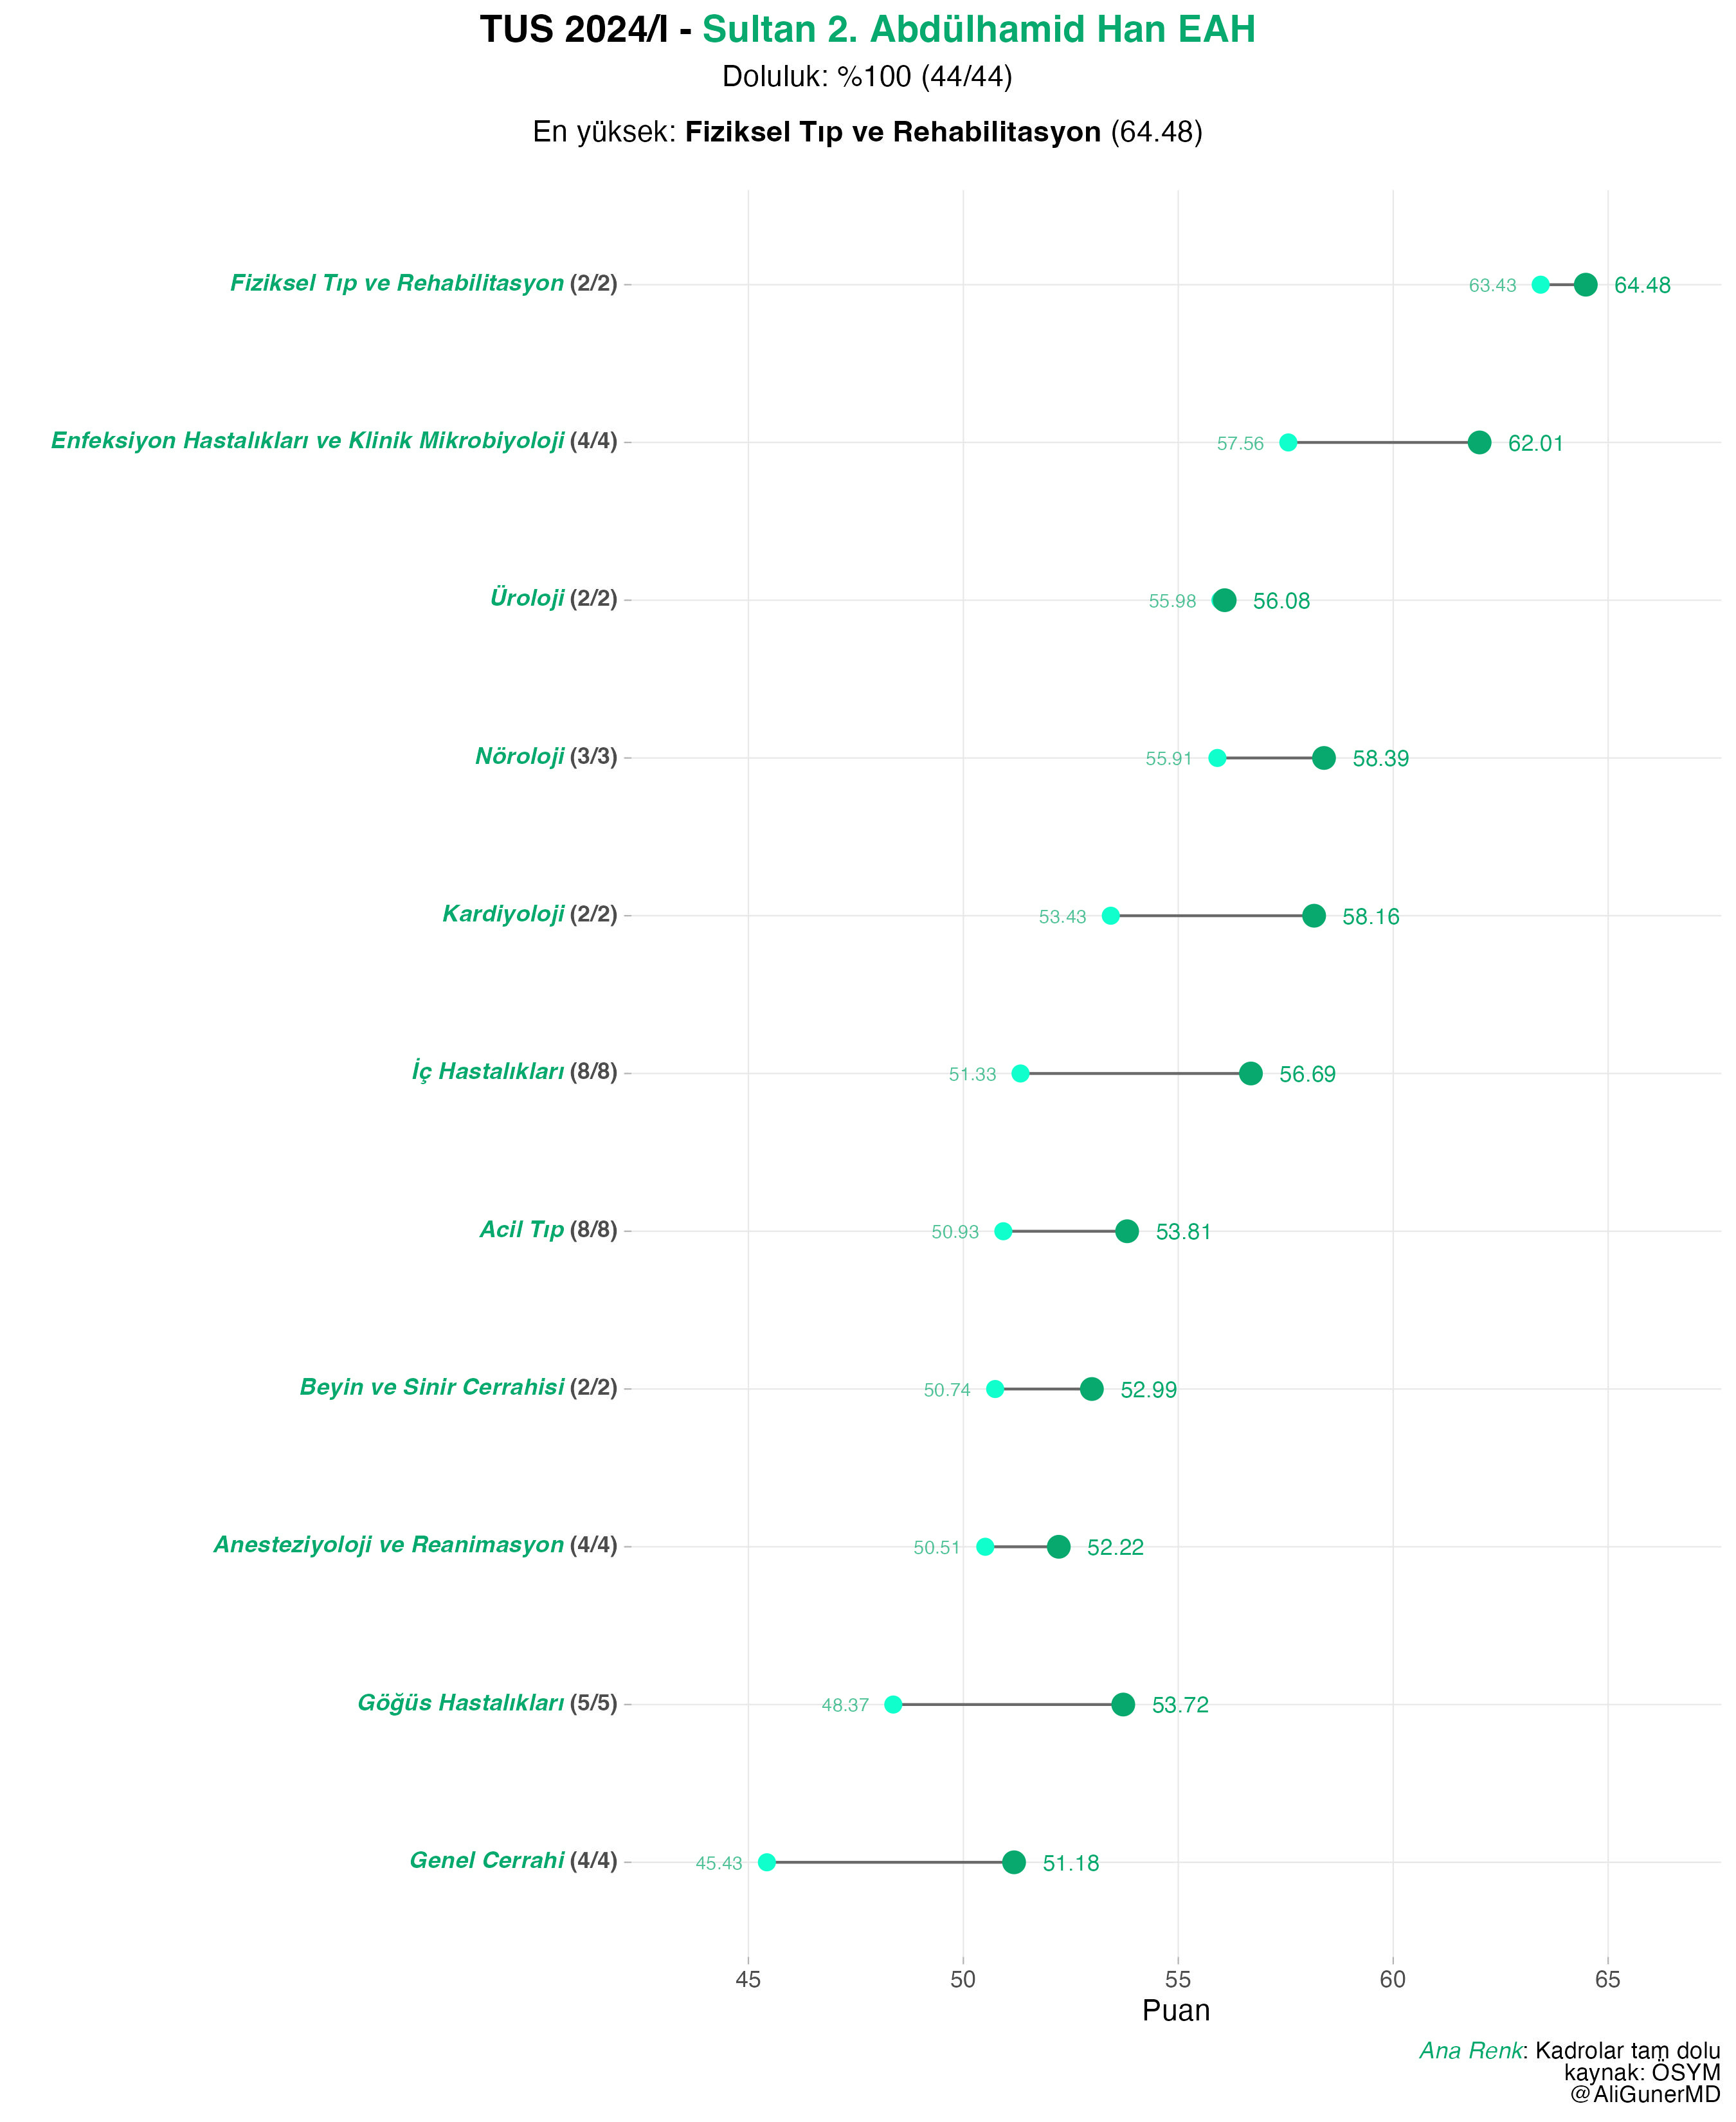 TUS 2024/I - Sultan 2. Abdülhamid Han EAH
Doluluk: %100 (44/44)
En yüksek: Fiziksel Tıp ve Rehabilitasyon (64.48)
Fiziksel Tıp ve Rehabilitasyon (2/2) 63.43 64.48
Enfeksiyon Hastalıkları ve Klinik Mikrobiyoloji (4/4) 57.56 62.01
Üroloji (2/2) 55.98 56.08
Nöroloji (3/3) 55.91 58.39
Kardiyoloji (2/2) 53.43 58.16
İç Hastalıkları (8/8) 51.33 56.69
Acil Tıp (8/8) 50.93 53.81
Beyin ve Sinir Cerrahisi (2/2) 50.74 52.99
Anesteziyoloji ve Reanimasyon (4/4) 50.51 52.22
Göğüs Hastalıkları (5/5) 48.37 53.72
Genel Cerrahi (4/4) 45.43 51.18
45 50 55 60 65
Puan
Ana Renk: Kadrolar tam dolu
kaynak: ÖSYM
@AliGunerMD